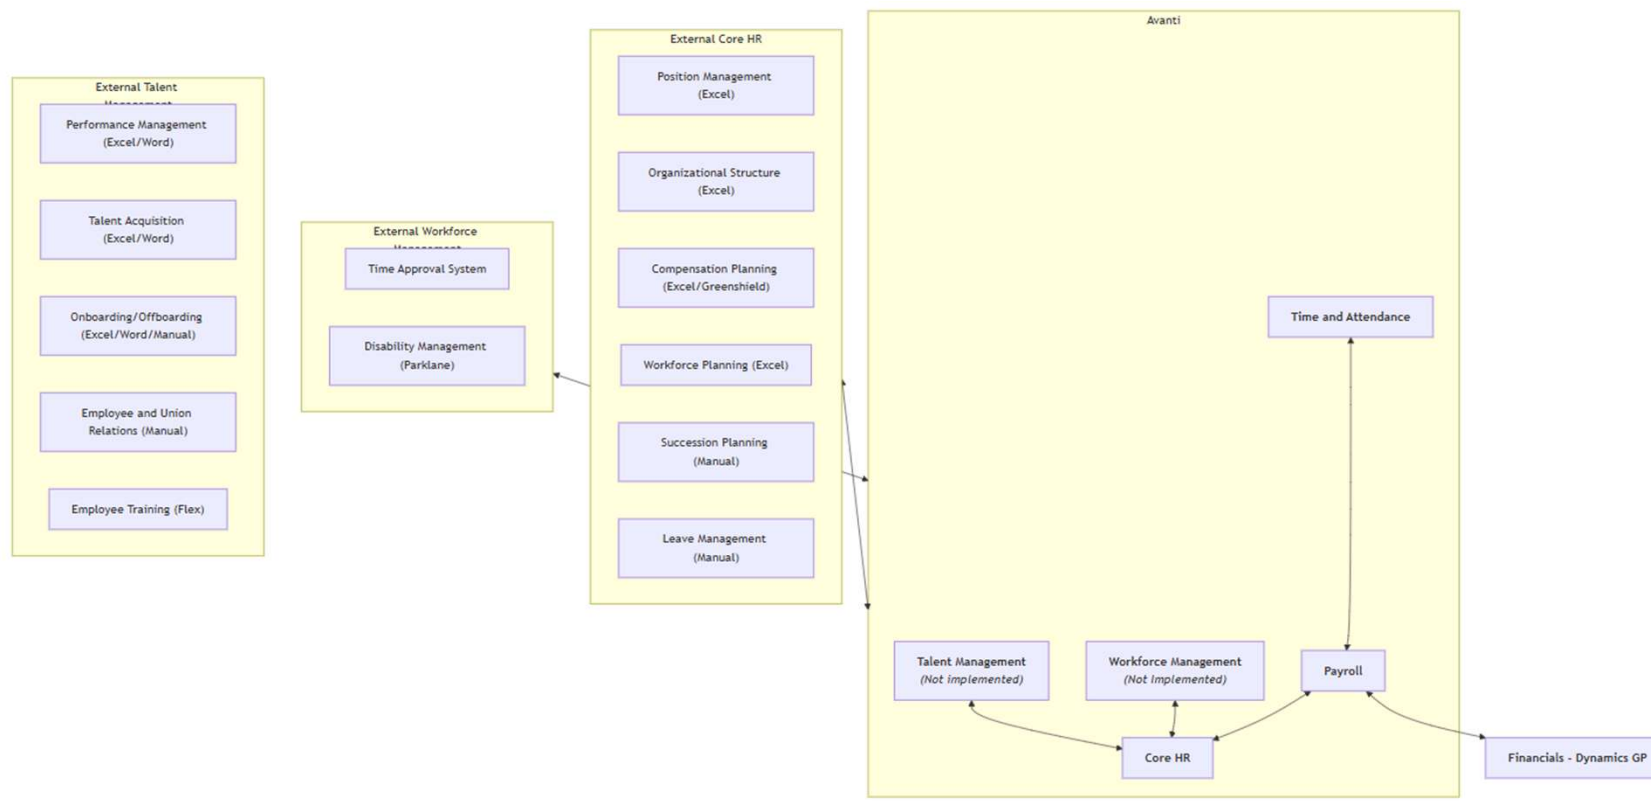 External Talent
Management
Performance Management
(Excel/Word)
Talent Acquisition
(Excel/Word)
Onboarding/Offboarding
(Excel/Word/Manual)
Employee and Union
Relations (Manual)
Employee Training (Flex)
External Workforce
Management
Time Approval System
Disability Management
(Parklane)
External Core HR
Position Management
(Excel)
Organizational Structure
(Excel)
Compensation Planning
(Excel/Greenshield)
Workforce Planning (Excel)
Succession Planning
(Manual)
Leave Management
(Manual)
Avanti
Time and Attendance
Talent Management
(Not implemented)
Workforce Management
(Not Implemented)
Payroll
Core HR
Financials - Dynamics GP